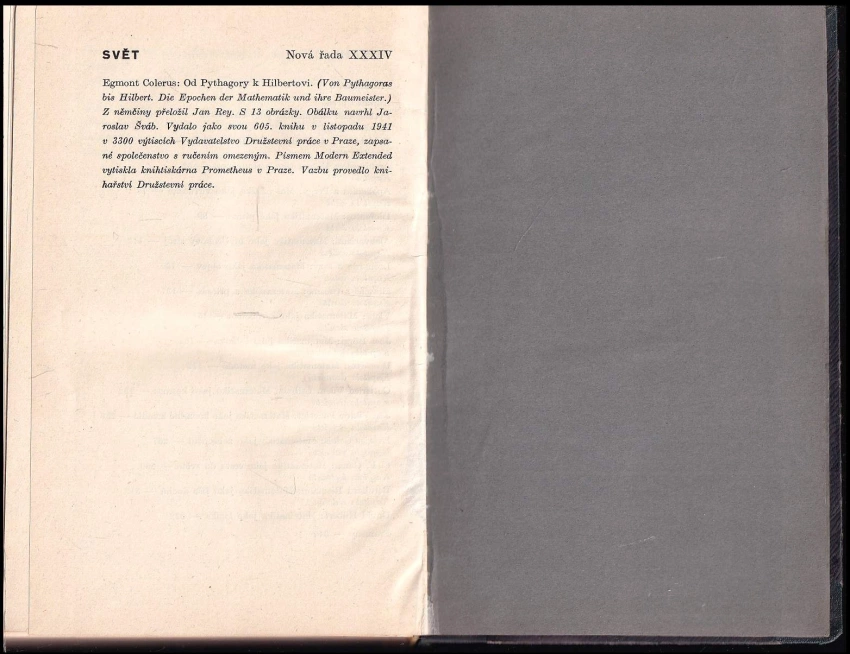 SVĚT Nová řada XXXIV
Egmont Colerus: Od Pythagory k Hilbertovi. (Von Pythagoras
bis Hilbert. Die Epochen der Mathematik und ihre Baumeister.)
Z němčiny přeložil Jan Rey. S 13 obrázky. Obálku navrhl Ja-
roslav Šváb. Vydalo jako svou 605. knihu v listopadu 1941
v 3300 výtiscích Vydavatelstvo Družstevní práce v Praze, zapsa-
né společenstvo s ručením omezeným. Písmem Modern Extended
vytiskla knihtiskárna Prometheus v Praze. Vazbu provedlo kni-
hařství Družstevní práce.